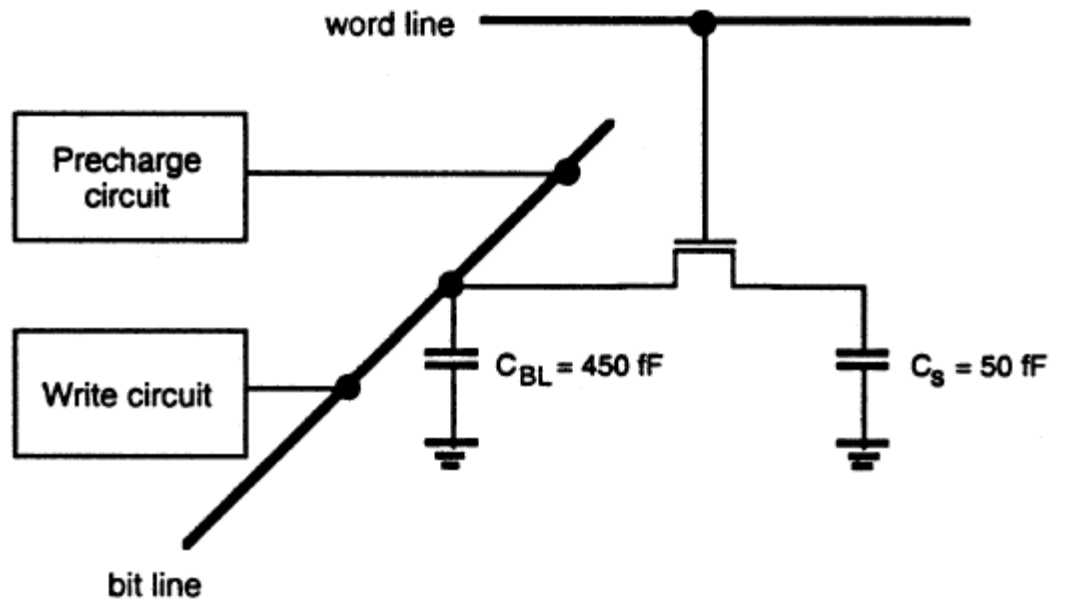 word line
Precharge
circuit
C_BL = 450 fF
C_s = 50 fF
Write circuit
bit line